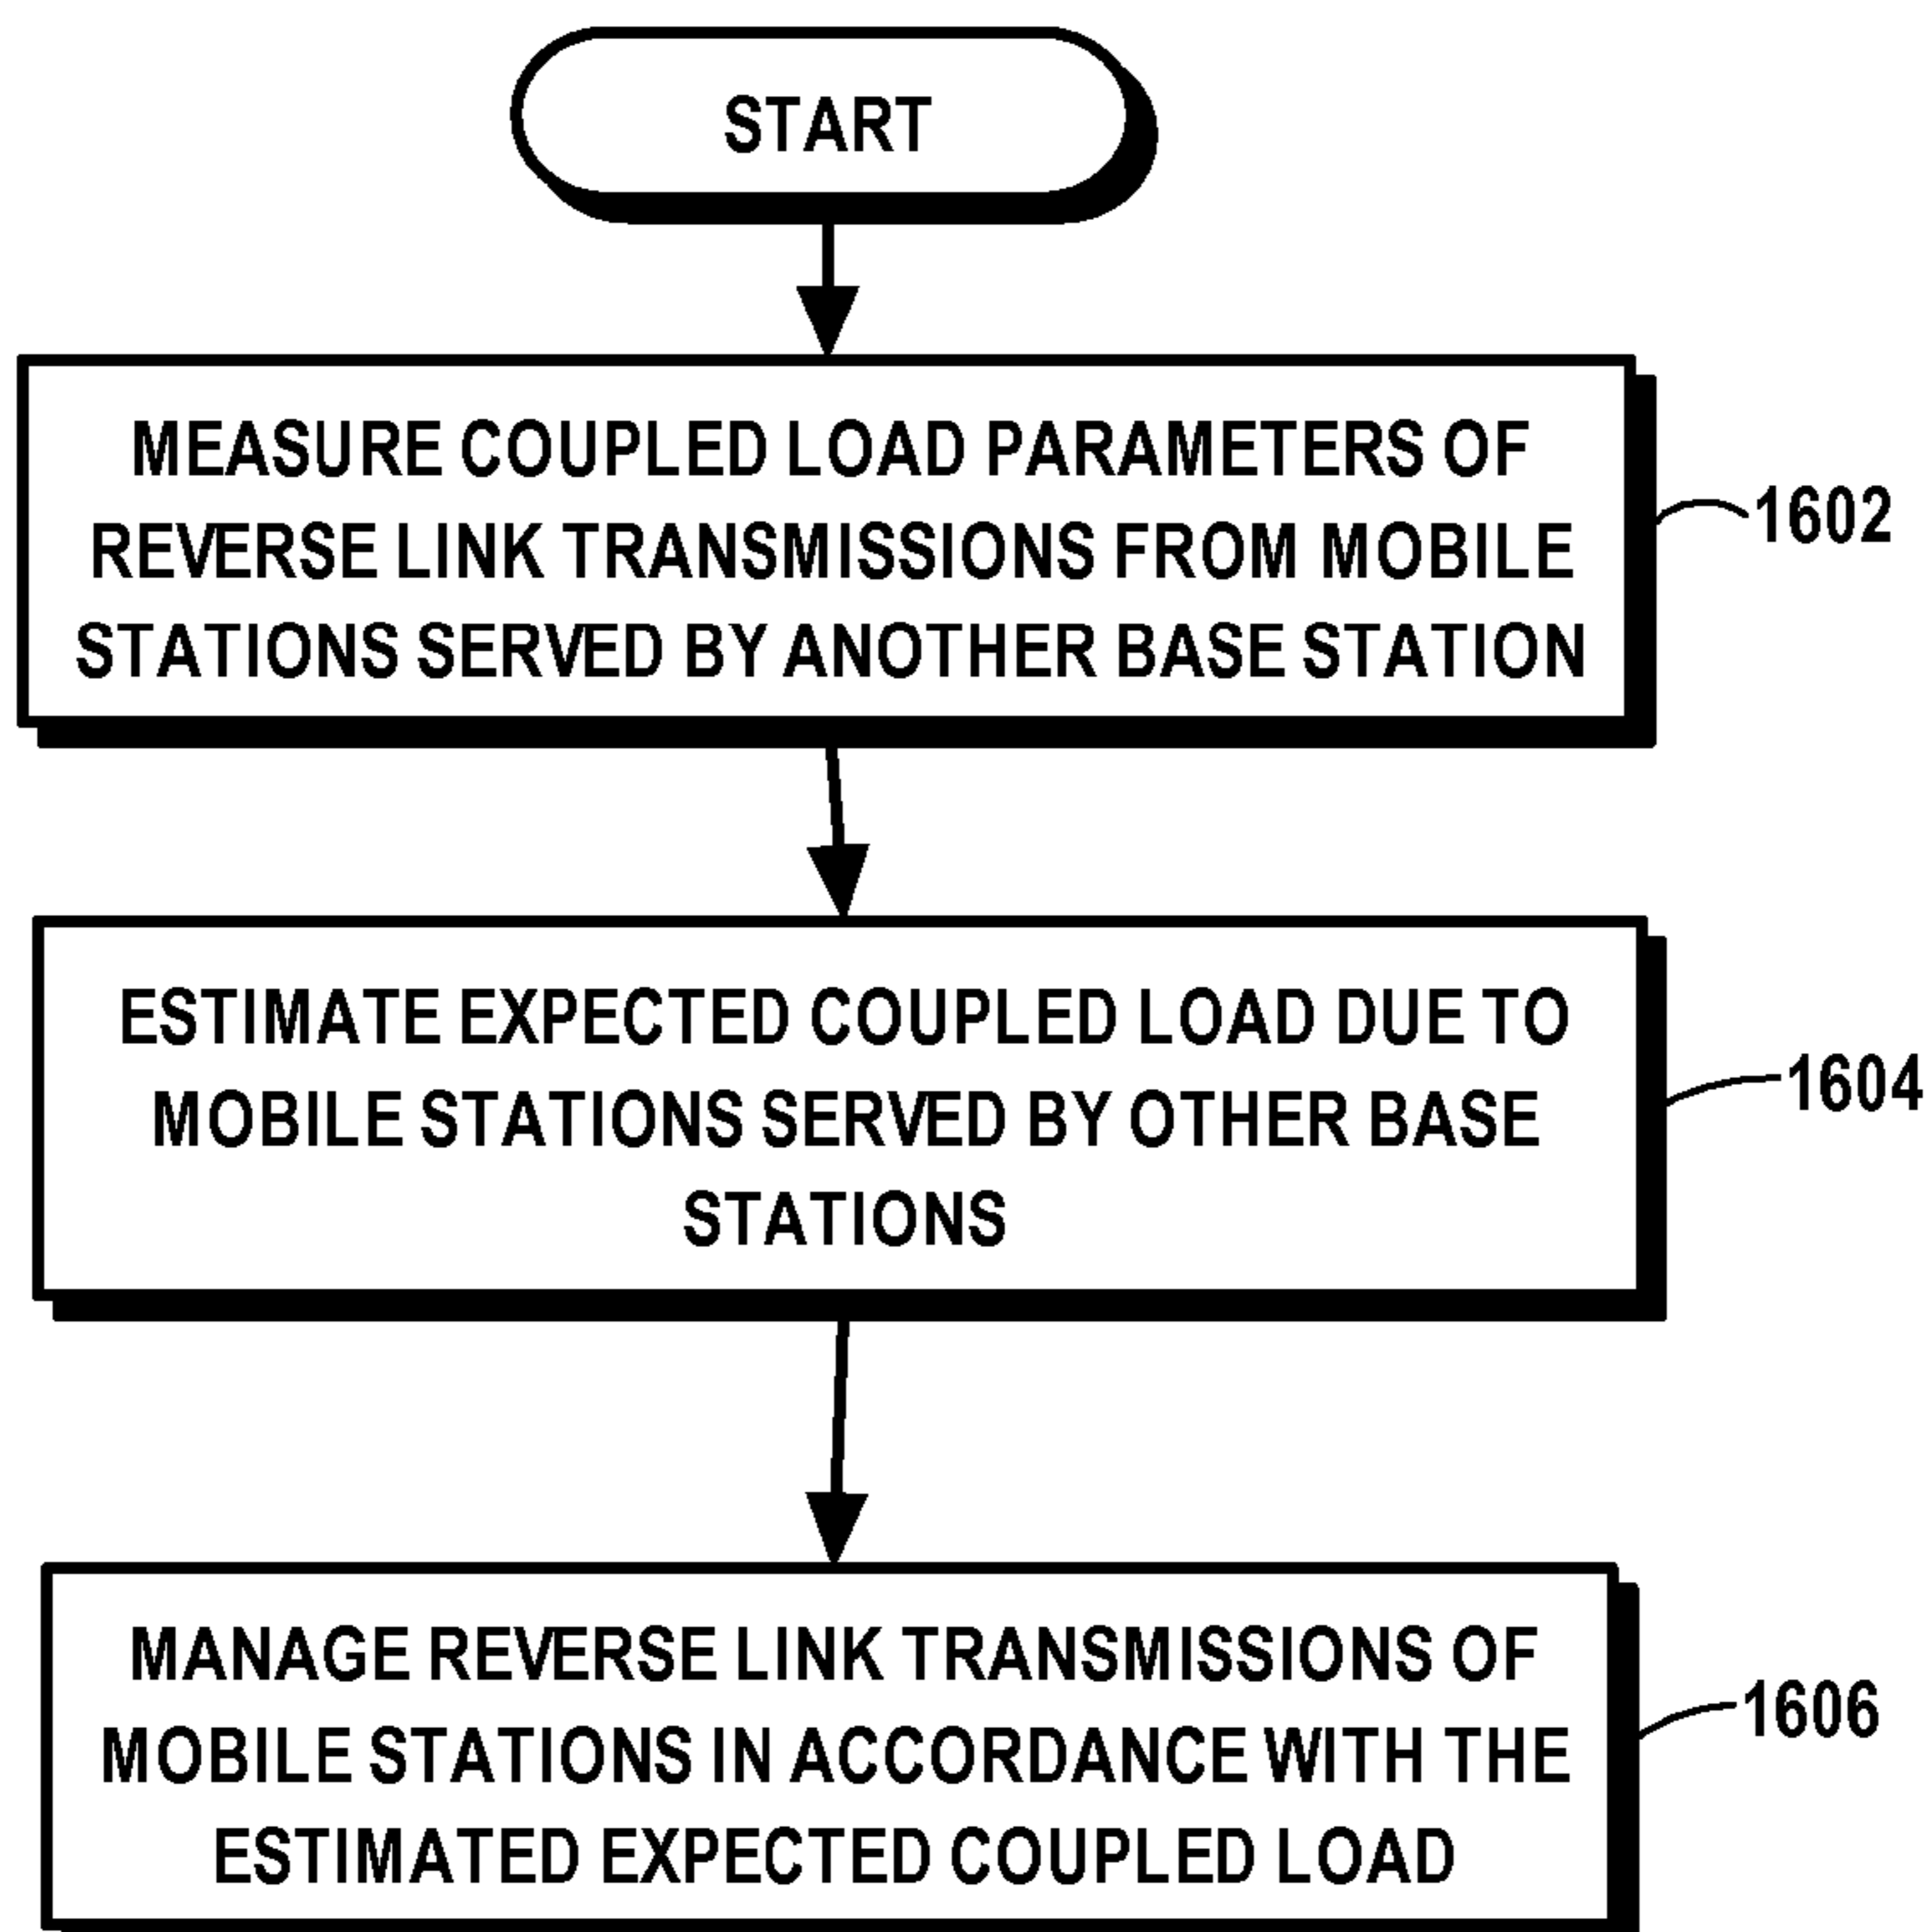 START
MEASURE COUPLED LOAD PARAMETERS OF
REVERSE LINK TRANSMISSIONS FROM MOBILE
STATIONS SERVED BY ANOTHER BASE STATION
1602
ESTIMATE EXPECTED COUPLED LOAD DUE TO
MOBILE STATIONS SERVED BY OTHER BASE
STATIONS
1604
MANAGE REVERSE LINK TRANSMISSIONS OF
MOBILE STATIONS IN ACCORDANCE WITH THE
ESTIMATED EXPECTED COUPLED LOAD
1606